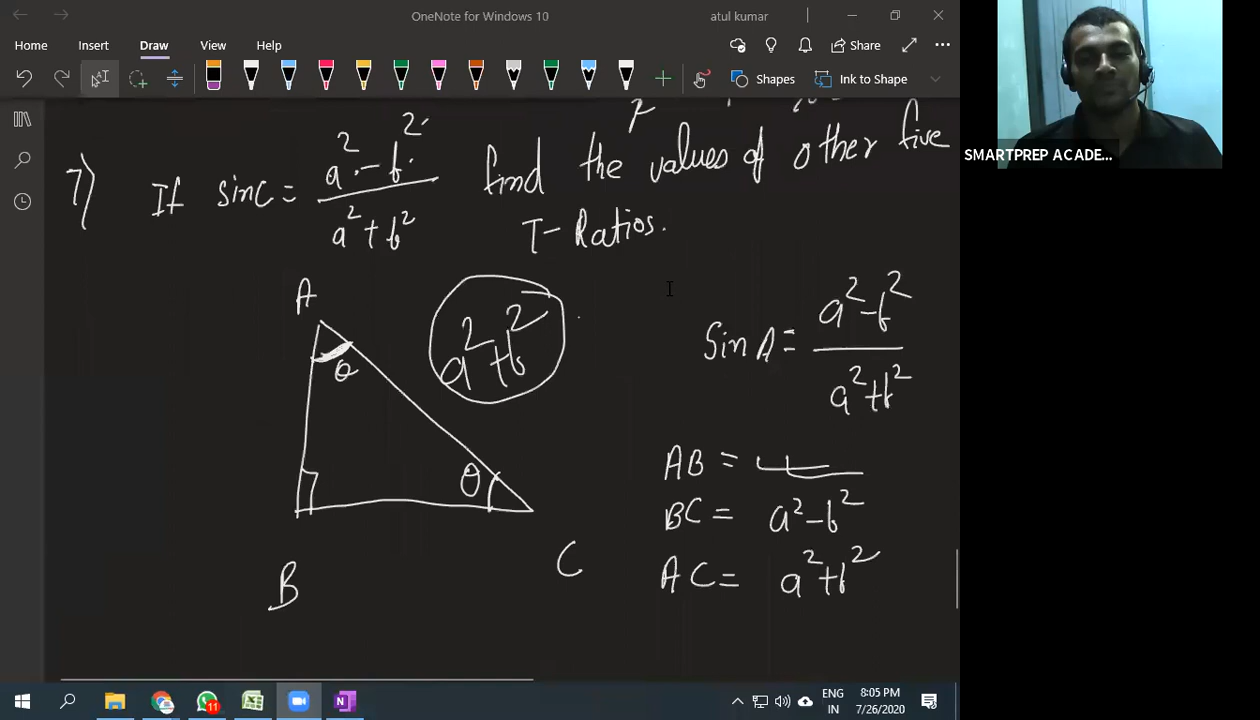 OneNote for Windows 10
atul kumar
Home Insert Draw View Help
Share
Shapes
Ink to Shape
7) If sinC = a² - b² / a² + b² find the values of other five
T-Ratios.
A
a²+b²
θ
Sin A = a²-b² / a²+b²
θ
AB =
BC = a²-b²
AC = a²+b²
B
C
SMARTPREP ACADE...
11
ENG
IN
8:05 PM
7/26/2020